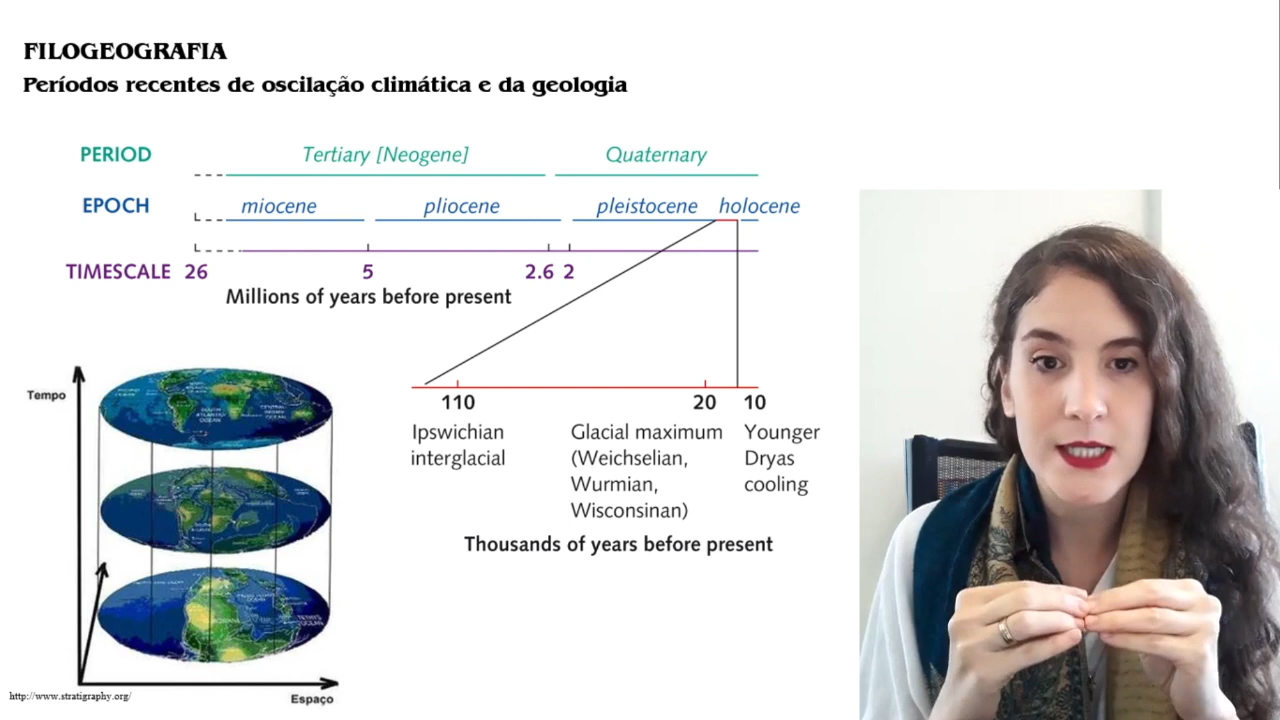 FILOGEOGRAFIA
Períodos recentes de oscilação climática e da geologia
PERIOD Tertiary [Neogene] Quaternary
EPOCH miocene pliocene pleistocene holocene
TIMESCALE 26 5 2.6 2
Millions of years before present
Tempo
110 20 10
Ipswichian Glacial maximum Younger
interglacial (Weichselian, Dryas
Wurmian, cooling
Wisconsinan)
Thousands of years before present
Espaço
http://www.stratigraphy.org/